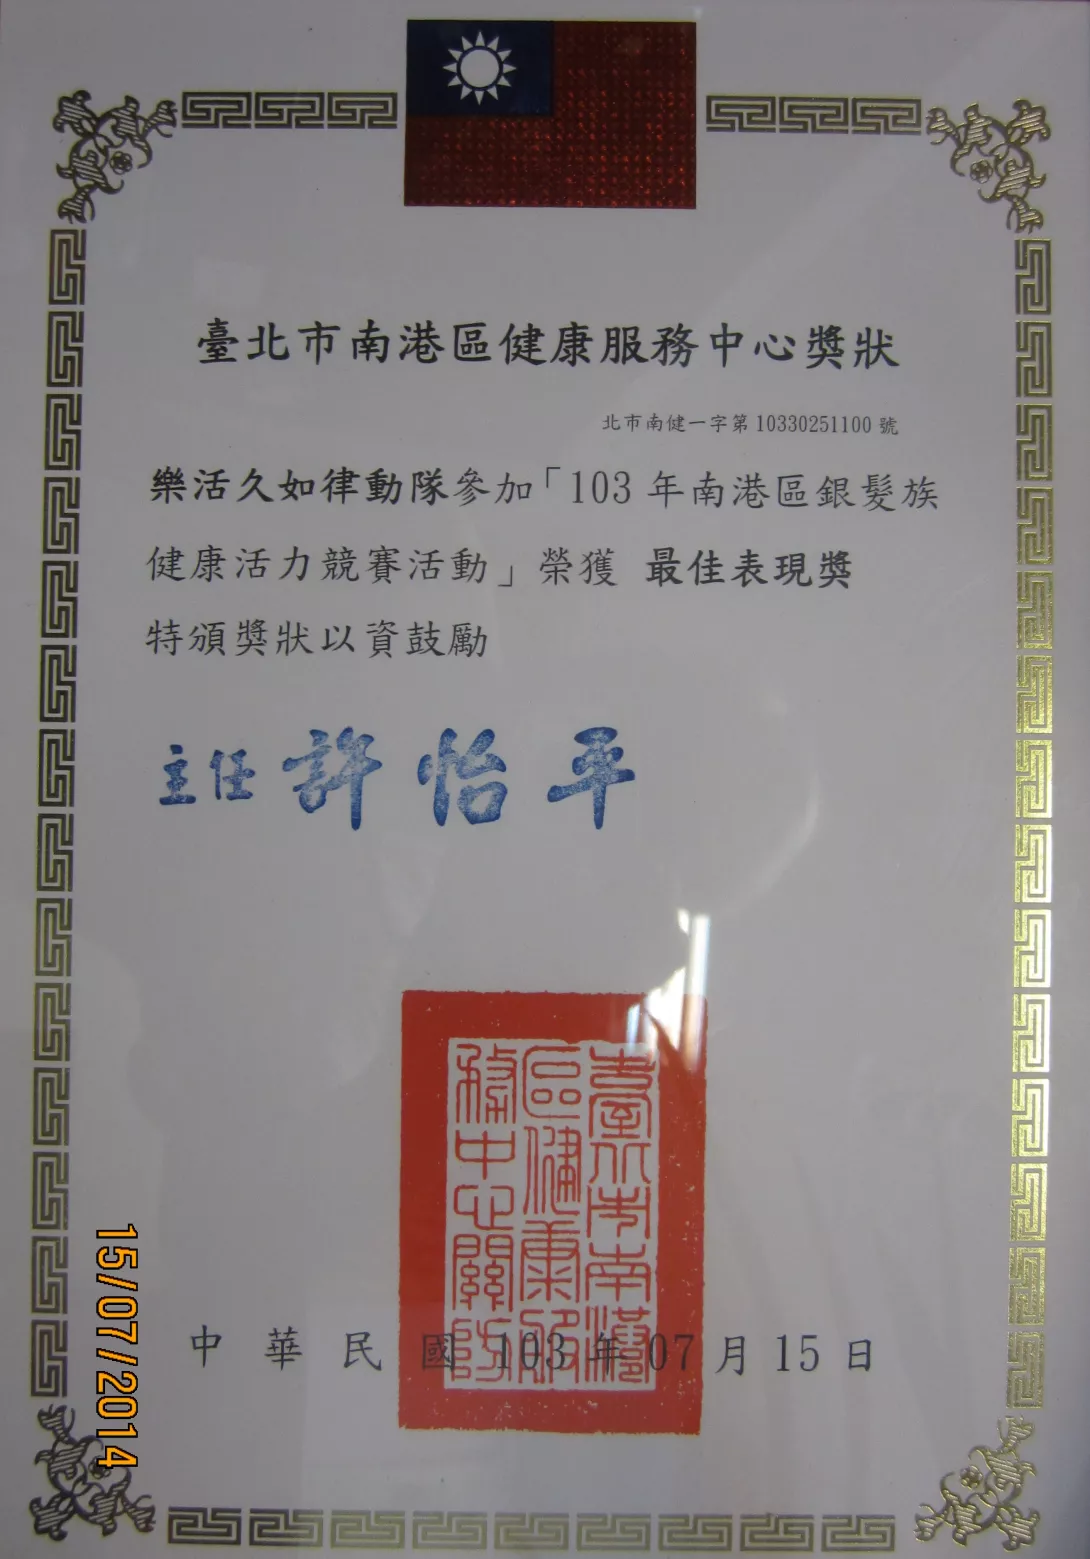 臺北市南港區健康服務中心獎狀
北市南健一字第10330251100號
樂活久如律動隊參加「103年南港區銀髮族
健康活力競賽活動」榮獲 最佳表現獎
特頒獎狀以資鼓勵
主任 許怡平
臺北市南港
區健康服
務中心關防
中華民國103年07月15日
15/07/2014